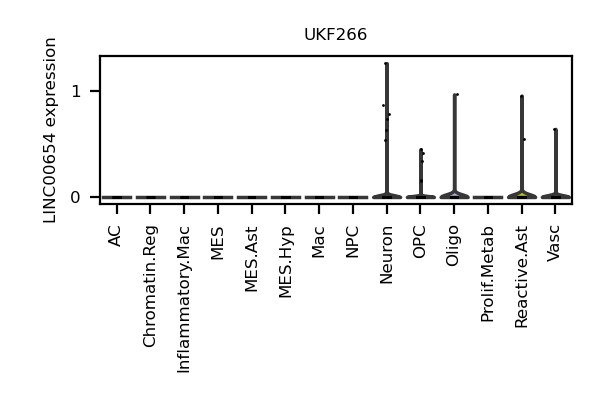 UKF266
LINC00654 expression
1
0
AC
Chromatin.Reg
Inflammatory.Mac
MES
MES.Ast
MES.Hyp
Mac
NPC
Neuron
OPC
Oligo
Prolif.Metab
Reactive.Ast
Vasc